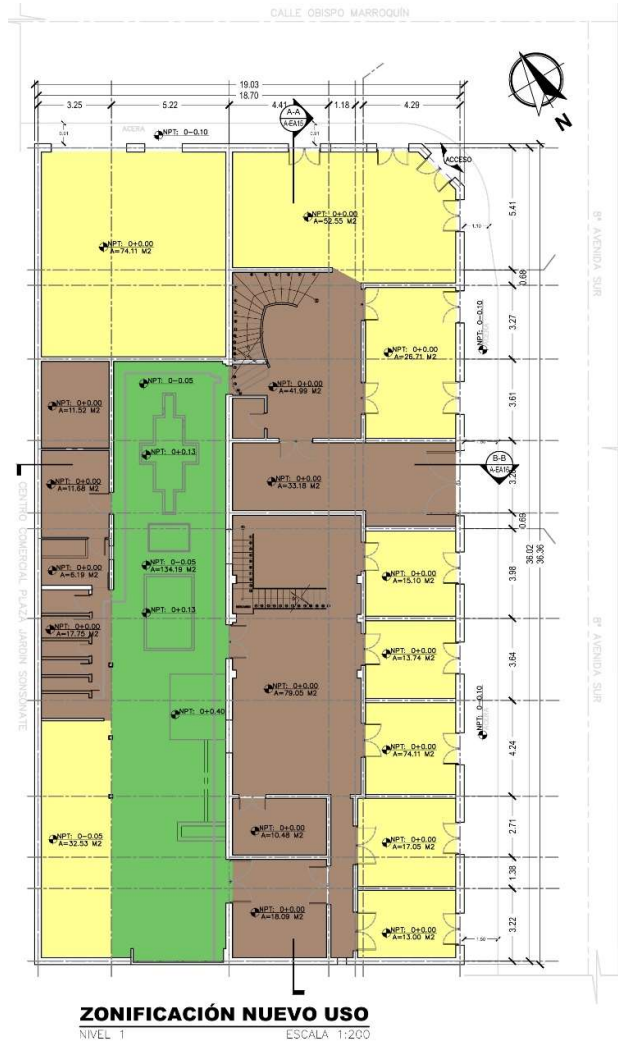 CALLE OBISPO MARROQUÍN
19.03
18.70
3.25
5.22
4.41
1.18
4.29
A-A
A-EA16
N
ACERA
NPT: 0-0.10
ACCESO
5.41
1.10
8ª AVENIDA SUR
NPT: 0+0.00
A=52.55 M2
NPT: 0+0.00
A=74.11 M2
0.68
3.27
NPT: 0-0.10
NPT: 0+0.00
A=26.71 M2
NPT: 0-0.05
NPT: 0+0.00
A=41.99 M2
3.61
NPT: 0+0.00
A=11.52 M2
NPT: 0+0.13
B-B
A-EA16
NPT: 0+0.00
A=11.68 M2
NPT: 0+0.00
A=33.18 M2
0.69
36.02
36.36
CENTRO COMERCIAL PLAZA JARDIN SONSONATE
NPT: 0+0.00
A=6.19 M2
NPT: 0-0.05
A=134.19 M2
NPT: 0+0.00
A=15.10 M2
3.98
NPT: 0+0.13
NPT: 0+0.00
A=17.75 M2
NPT: 0+0.00
A=13.74 M2
3.64
8ª AVENIDA SUR
NPT: 0+0.00
A=79.05 M2
NPT: 0-0.10
NPT: 0+0.40
NPT: 0+0.00
A=74.11 M2
4.24
NPT: 0-0.05
A=32.53 M2
NPT: 0+0.00
A=10.48 M2
NPT: 0+0.00
A=17.05 M2
2.71
1.38
NPT: 0+0.00
A=18.09 M2
NPT: 0+0.00
A=13.00 M2
3.22
1.50
ZONIFICACIÓN NUEVO USO
NIVEL 1
ESCALA 1:200